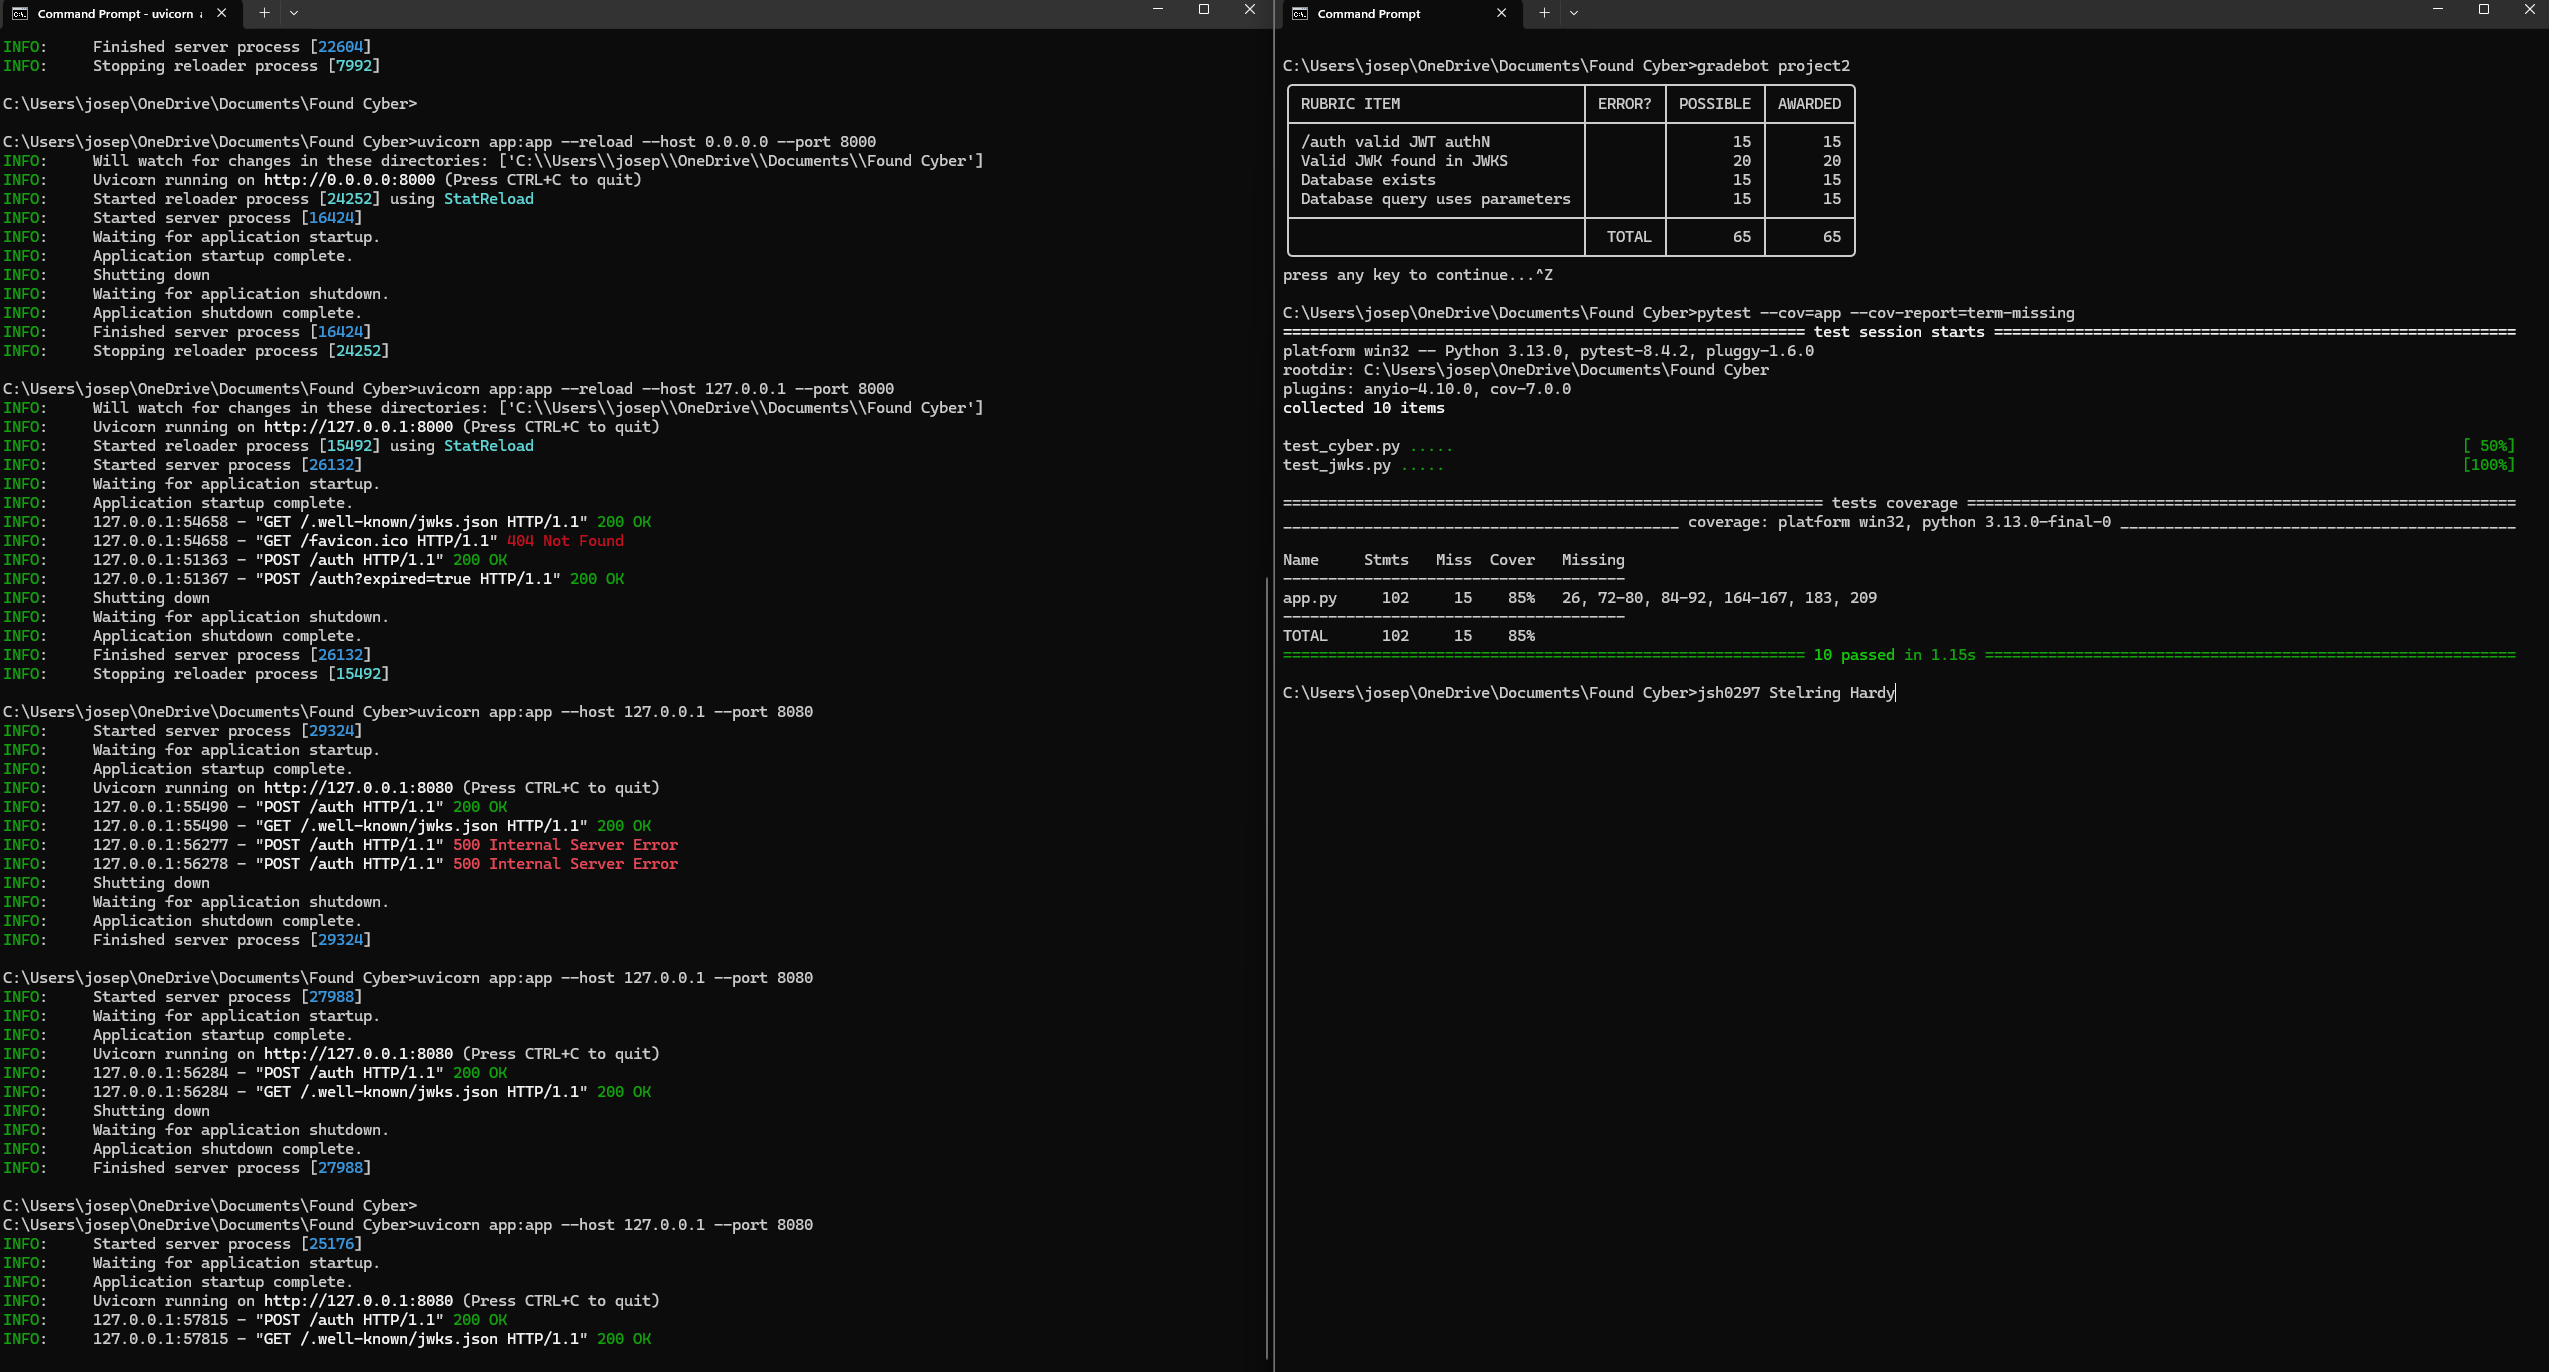 Command Prompt - uvicorn a
INFO:     Finished server process [22604]
INFO:     Stopping reloader process [7992]
C:\Users\josep\OneDrive\Documents\Found Cyber>
C:\Users\josep\OneDrive\Documents\Found Cyber>uvicorn app:app --reload --host 0.0.0.0 --port 8000
INFO:     Will watch for changes in these directories: ['C:\\Users\\josep\\OneDrive\\Documents\\Found Cyber']
INFO:     Uvicorn running on http://0.0.0.0:8000 (Press CTRL+C to quit)
INFO:     Started reloader process [24252] using StatReload
INFO:     Started server process [16424]
INFO:     Waiting for application startup.
INFO:     Application startup complete.
INFO:     Shutting down
INFO:     Waiting for application shutdown.
INFO:     Application shutdown complete.
INFO:     Finished server process [16424]
INFO:     Stopping reloader process [24252]
C:\Users\josep\OneDrive\Documents\Found Cyber>uvicorn app:app --reload --host 127.0.0.1 --port 8000
INFO:     Will watch for changes in these directories: ['C:\\Users\\josep\\OneDrive\\Documents\\Found Cyber']
INFO:     Uvicorn running on http://127.0.0.1:8000 (Press CTRL+C to quit)
INFO:     Started reloader process [15492] using StatReload
INFO:     Started server process [26132]
INFO:     Waiting for application startup.
INFO:     Application startup complete.
INFO:     127.0.0.1:54658 - "GET /.well-known/jwks.json HTTP/1.1" 200 OK
INFO:     127.0.0.1:54658 - "GET /favicon.ico HTTP/1.1" 404 Not Found
INFO:     127.0.0.1:51363 - "POST /auth HTTP/1.1" 200 OK
INFO:     127.0.0.1:51367 - "POST /auth?expired=true HTTP/1.1" 200 OK
INFO:     Shutting down
INFO:     Waiting for application shutdown.
INFO:     Application shutdown complete.
INFO:     Finished server process [26132]
INFO:     Stopping reloader process [15492]
C:\Users\josep\OneDrive\Documents\Found Cyber>uvicorn app:app --host 127.0.0.1 --port 8080
INFO:     Started server process [29324]
INFO:     Waiting for application startup.
INFO:     Application startup complete.
INFO:     Uvicorn running on http://127.0.0.1:8080 (Press CTRL+C to quit)
INFO:     127.0.0.1:55490 - "POST /auth HTTP/1.1" 200 OK
INFO:     127.0.0.1:55490 - "GET /.well-known/jwks.json HTTP/1.1" 200 OK
INFO:     127.0.0.1:56277 - "POST /auth HTTP/1.1" 500 Internal Server Error
INFO:     127.0.0.1:56278 - "POST /auth HTTP/1.1" 500 Internal Server Error
INFO:     Shutting down
INFO:     Waiting for application shutdown.
INFO:     Application shutdown complete.
INFO:     Finished server process [29324]
C:\Users\josep\OneDrive\Documents\Found Cyber>uvicorn app:app --host 127.0.0.1 --port 8080
INFO:     Started server process [27988]
INFO:     Waiting for application startup.
INFO:     Application startup complete.
INFO:     Uvicorn running on http://127.0.0.1:8080 (Press CTRL+C to quit)
INFO:     127.0.0.1:56284 - "POST /auth HTTP/1.1" 200 OK
INFO:     127.0.0.1:56284 - "GET /.well-known/jwks.json HTTP/1.1" 200 OK
INFO:     Shutting down
INFO:     Waiting for application shutdown.
INFO:     Application shutdown complete.
INFO:     Finished server process [27988]
C:\Users\josep\OneDrive\Documents\Found Cyber>
C:\Users\josep\OneDrive\Documents\Found Cyber>uvicorn app:app --host 127.0.0.1 --port 8080
INFO:     Started server process [25176]
INFO:     Waiting for application startup.
INFO:     Application startup complete.
INFO:     Uvicorn running on http://127.0.0.1:8080 (Press CTRL+C to quit)
INFO:     127.0.0.1:57815 - "POST /auth HTTP/1.1" 200 OK
INFO:     127.0.0.1:57815 - "GET /.well-known/jwks.json HTTP/1.1" 200 OK
Command Prompt
C:\Users\josep\OneDrive\Documents\Found Cyber>gradebot project2
RUBRIC ITEM ERROR? POSSIBLE AWARDED
/auth valid JWT authN 15 15
Valid JWK found in JWKS 20 20
Database exists 15 15
Database query uses parameters 15 15
TOTAL 65 65
press any key to continue...^Z
C:\Users\josep\OneDrive\Documents\Found Cyber>pytest --cov=app --cov-report=term-missing
test session starts
platform win32 -- Python 3.13.0, pytest-8.4.2, pluggy-1.6.0
rootdir: C:\Users\josep\OneDrive\Documents\Found Cyber
plugins: anyio-4.10.0, cov-7.0.0
collected 10 items
test_cyber.py ..... [ 50%]
test_jwks.py ..... [100%]
tests coverage
coverage: platform win32, python 3.13.0-final-0
Name     Stmts   Miss  Cover   Missing
app.py     102     15    85%   26, 72-80, 84-92, 164-167, 183, 209
TOTAL      102     15    85%
10 passed in 1.15s
C:\Users\josep\OneDrive\Documents\Found Cyber>jsh0297 Stelring Hardy